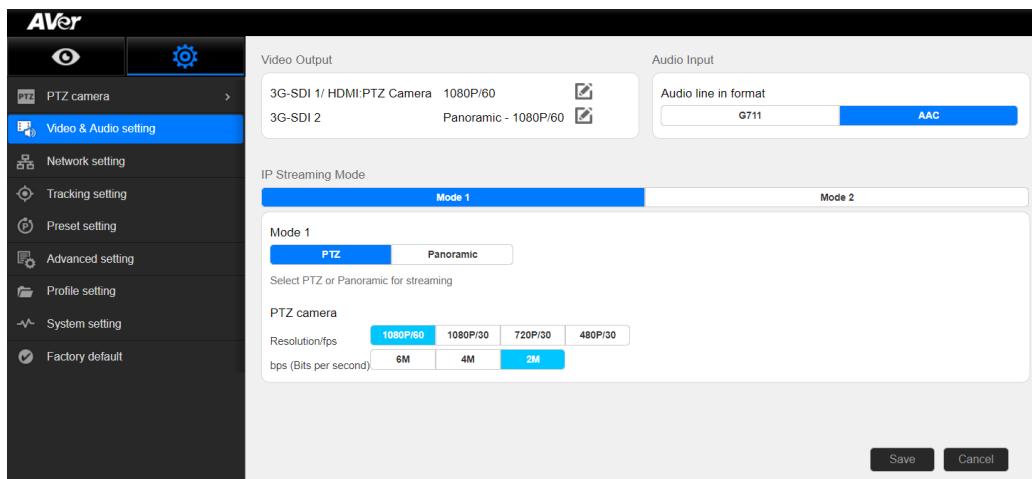 AVer
PTZ PTZ camera >
Video & Audio setting
Network setting
Tracking setting
P Preset setting
Advanced setting
Profile setting
System setting
Factory default
Video Output
3G-SDI 1/ HDMI:PTZ Camera 1080P/60
3G-SDI 2 Panoramic - 1080P/60
Audio Input
Audio line in format
G711 AAC
IP Streaming Mode
Mode 1 Mode 2
Mode 1
PTZ Panoramic
Select PTZ or Panoramic for streaming
PTZ camera
Resolution/fps 1080P/60 1080P/30 720P/30 480P/30
bps (Bits per second) 6M 4M 2M
Save Cancel